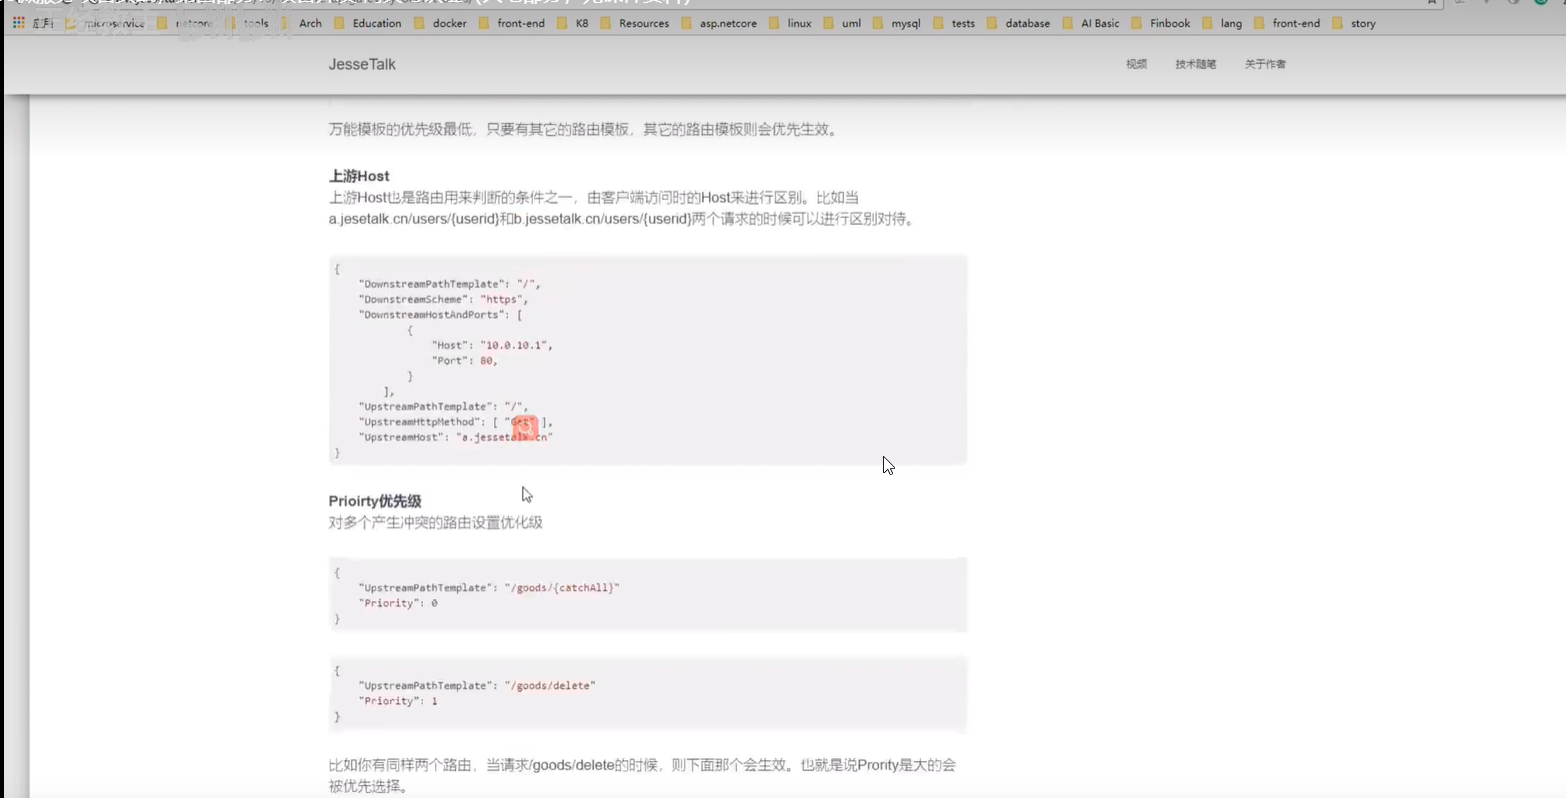 microservice netcore tools Arch Education docker front-end K8 Resources asp.netcore linux uml mysql tests database AI Basic Finbook lang front-end story
JesseTalk 视频 技术随笔 关于作者
万能模板的优先级最低，只要有其它的路由模板，其它的路由模板则会优先生效。
上游Host
上游Host也是路由用来判断的条件之一，由客户端访问时的Host来进行区别。比如当
a.jesetalk.cn/users/{userid}和b.jessetalk.cn/users/{userid}两个请求的时候可以进行区别对待。
{
"DownstreamPathTemplate": "/",
"DownstreamScheme": "https",
"DownstreamHostAndPorts": [
{
"Host": "10.0.10.1",
"Port": 80,
}
],
"UpstreamPathTemplate": "/",
"UpstreamHttpMethod": [ "Get" ],
"UpstreamHost": "a.jessetalk.cn"
}
Prioirty优先级
对多个产生冲突的路由设置优化级
{
"UpstreamPathTemplate": "/goods/{catchAll}"
"Priority": 0
}
{
"UpstreamPathTemplate": "/goods/delete"
"Priority": 1
}
比如你有同样两个路由，当请求/goods/delete的时候，则下面那个会生效。也就是说Prority是大的会
被优先选择。